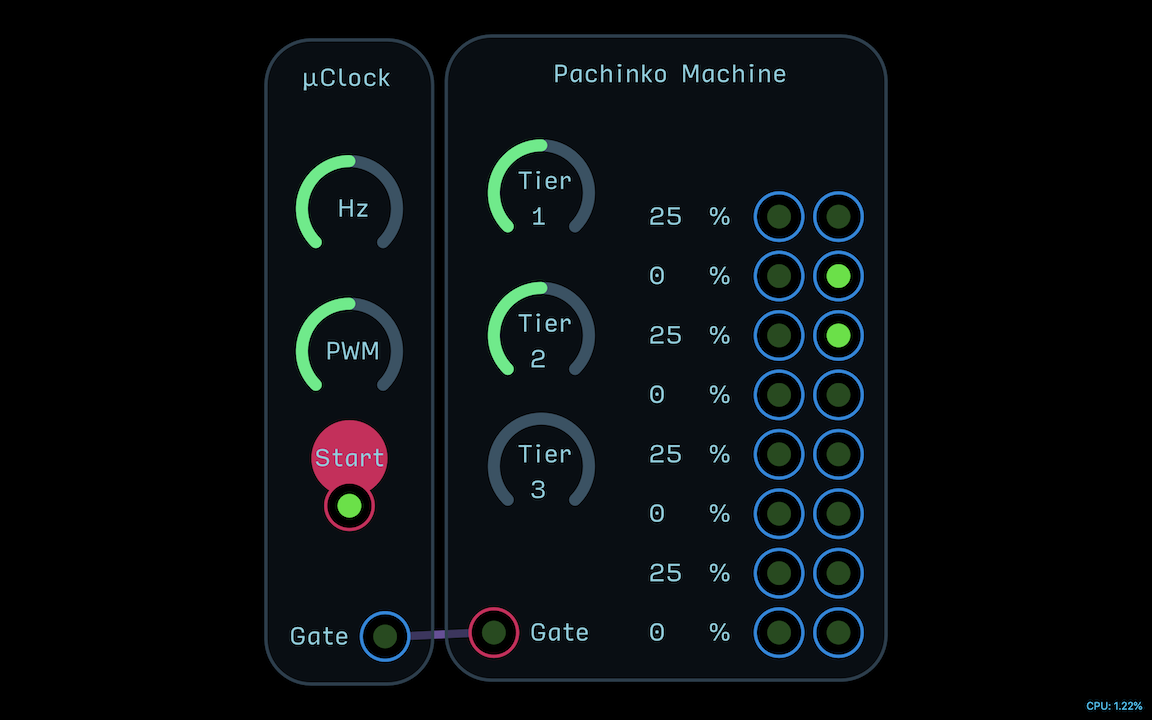 µClock
Hz
PWM
Start
Gate
Pachinko Machine
Tier
1
Tier
2
Tier
3
Gate
25 %
0 %
25 %
0 %
25 %
0 %
25 %
0 %
CPU: 1.22%